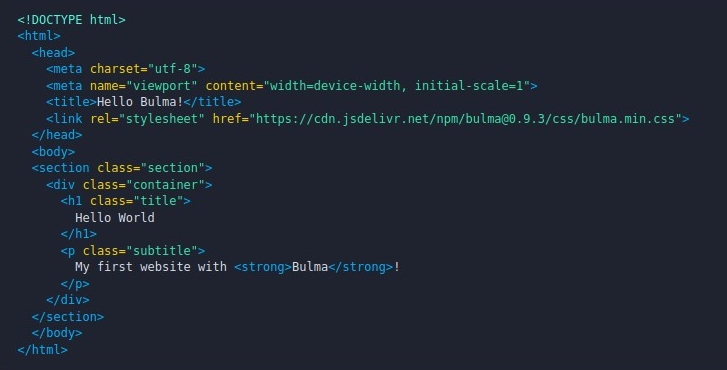 <!DOCTYPE html>
<html>
  <head>
    <meta charset="utf-8">
    <meta name="viewport" content="width=device-width, initial-scale=1">
    <title>Hello Bulma!</title>
    <link rel="stylesheet" href="https://cdn.jsdelivr.net/npm/bulma@0.9.3/css/bulma.min.css">
  </head>
  <body>
  <section class="section">
    <div class="container">
      <h1 class="title">
        Hello World
      </h1>
      <p class="subtitle">
        My first website with <strong>Bulma</strong>!
      </p>
    </div>
  </section>
  </body>
</html>